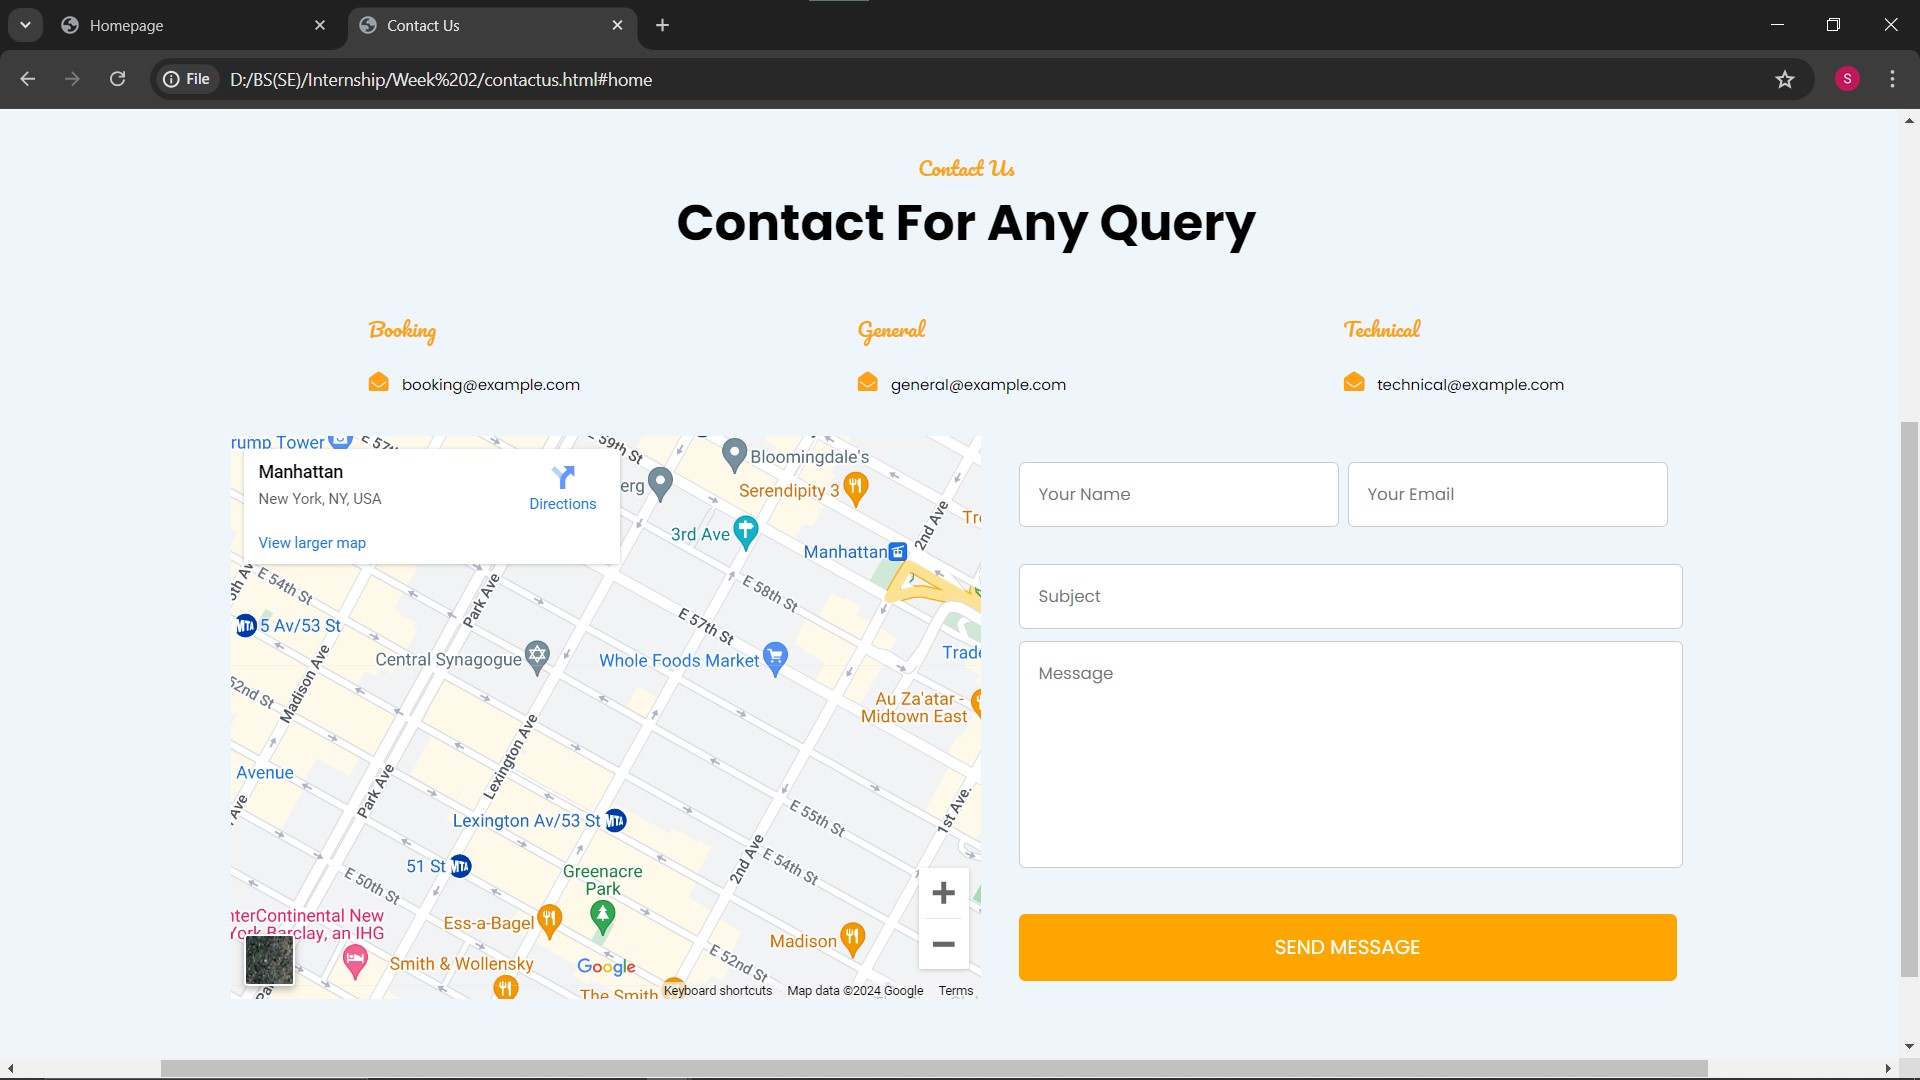 Homepage
Contact Us
File
D:/BS(SE)/Internship/Week%202/contactus.html#home
S
Contact Us
Contact For Any Query
Booking
General
Technical
booking@example.com
general@example.com
technical@example.com
rump Tower
E 57th
E 59th St
Bloomingdale's
Manhattan
New York, NY, USA
Directions
View larger map
erg
Serendipity 3
3rd Ave
2nd Ave
Manhattan
E 54th St
Park Ave
E 58th St
E 57th St
MTA
5 Av/53 St
Central Synagogue
Whole Foods Market
Trade
Madison Ave
52nd St
Au Za'atar -
Midtown East
Avenue
Lexington Ave
Park Ave
Ave
E 55th St
1st Ave.
Lexington Av/53 St
MTA
51 St
MTA
2nd Ave
E 54th St
Greenacre
Park
E 50th St
nterContinental New
York Barclay, an IHG
Ess-a-Bagel
Madison
E 52nd St
Smith & Wollensky
Google
The Smith
Keyboard shortcuts
Map data ©2024 Google
Terms
Your Name
Your Email
Subject
Message
SEND MESSAGE